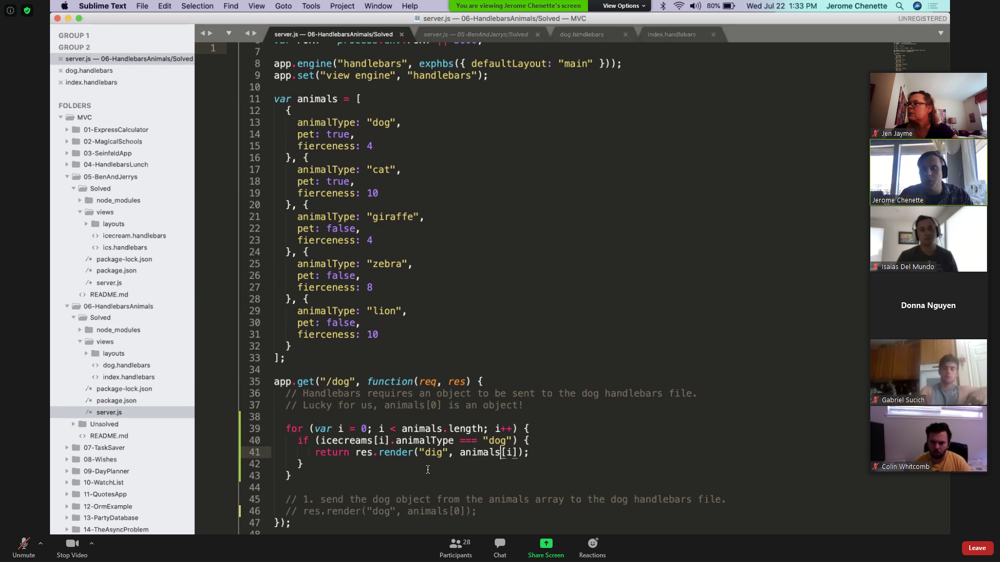 Sublime Text File Edit Selection Find View Goto Tools Project Window Help
You are viewing Jerome Chenette's screen
View Options
80%
Wed Jul 22 1:33 PM
Jerome Chenette
server.js — 06-HandlebarsAnimals/Solved — MVC
UNREGISTERED
GROUP 1
GROUP 2
server.js — 06-HandlebarsAnimals/Solved
dog.handlebars
index.handlebars
FOLDERS
MVC
01-ExpressCalculator
02-MagicalSchools
03-SeinfeldApp
04-HandlebarsLunch
05-BenAndJerrys
Solved
node_modules
views
layouts
<> icecream.handlebars
<> ics.handlebars
/* package-lock.json
/* package.json
/* server.js
<> README.md
06-HandlebarsAnimals
Solved
node_modules
views
layouts
<> dog.handlebars
<> index.handlebars
/* package-lock.json
/* package.json
/* server.js
Unsolved
<> README.md
07-TaskSaver
08-Wishes
09-DayPlanner
10-WatchList
11-QuotesApp
12-OrmExample
13-PartyDatabase
14-TheAsyncProblem
1
server.js — 06-HandlebarsAnimals/Solved
server.js — 05-BenAndJerrys/Solved
dog.handlebars
index.handlebars
7
8 app.engine("handlebars", exphbs({ defaultLayout: "main" }));
9 app.set("view engine", "handlebars");
10
11 var animals = [
12 {
13 animalType: "dog",
14 pet: true,
15 fierceness: 4
16 }, {
17 animalType: "cat",
18 pet: true,
19 fierceness: 10
20 }, {
21 animalType: "giraffe",
22 pet: false,
23 fierceness: 4
24 }, {
25 animalType: "zebra",
26 pet: false,
27 fierceness: 8
28 }, {
29 animalType: "lion",
30 pet: false,
31 fierceness: 10
32 }
33 ];
34
35 app.get("/dog", function(req, res) {
36 // Handlebars requires an object to be sent to the dog handlebars file.
37 // Lucky for us, animals[0] is an object!
38
39 for (var i = 0; i < animals.length; i++) {
40 if (icecreams[i].animalType === "dog") {
41 return res.render("dig", animals[i]);
42 }
43 }
44
45 // 1. send the dog object from the animals array to the dog handlebars file.
46 // res.render("dog", animals[0]);
47 });
48
Jen Jayme
Jerome Chenette
Isaias Del Mundo
Donna Nguyen
Gabriel Sucich
Colin Whitcomb
Unmute
Stop Video
28
Participants
Chat
Share Screen
Reactions
Leave